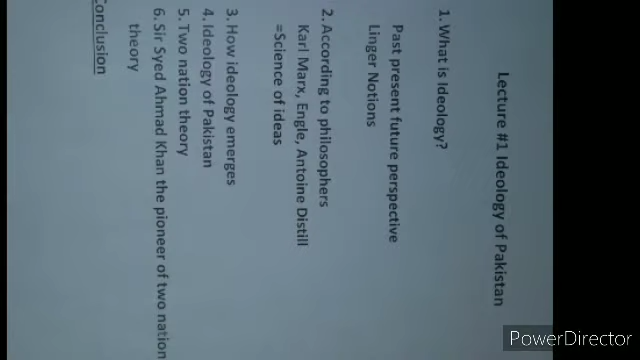 Lecture #1 Ideology of Pakistan
1. What is Ideology?
Past present future perspective
Linger Notions
2. According to philosophers
Karl Marx, Engle, Antoine Distill
=Science of ideas
3. How ideology emerges
4. Ideology of Pakistan
5. Two nation theory
6. Sir Syed Ahmad Khan the pioneer of two nation
theory
Conclusion
PowerDirector